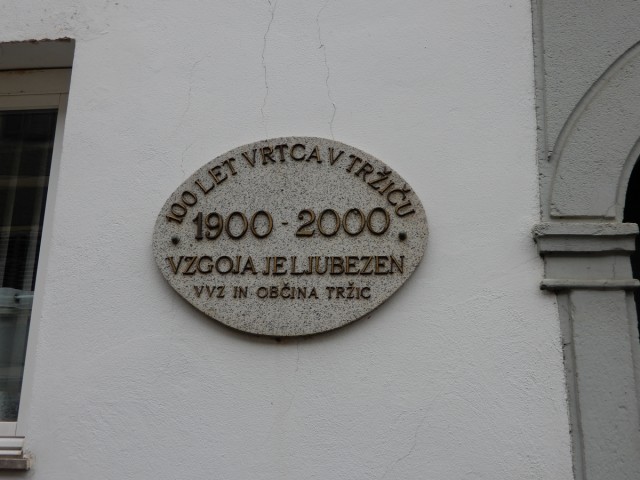 100 LET VRTCA V TRŽIČU
1900 - 2000
VZGOJA JE LJUBEZEN
VVZ IN OBČINA TRŽIC